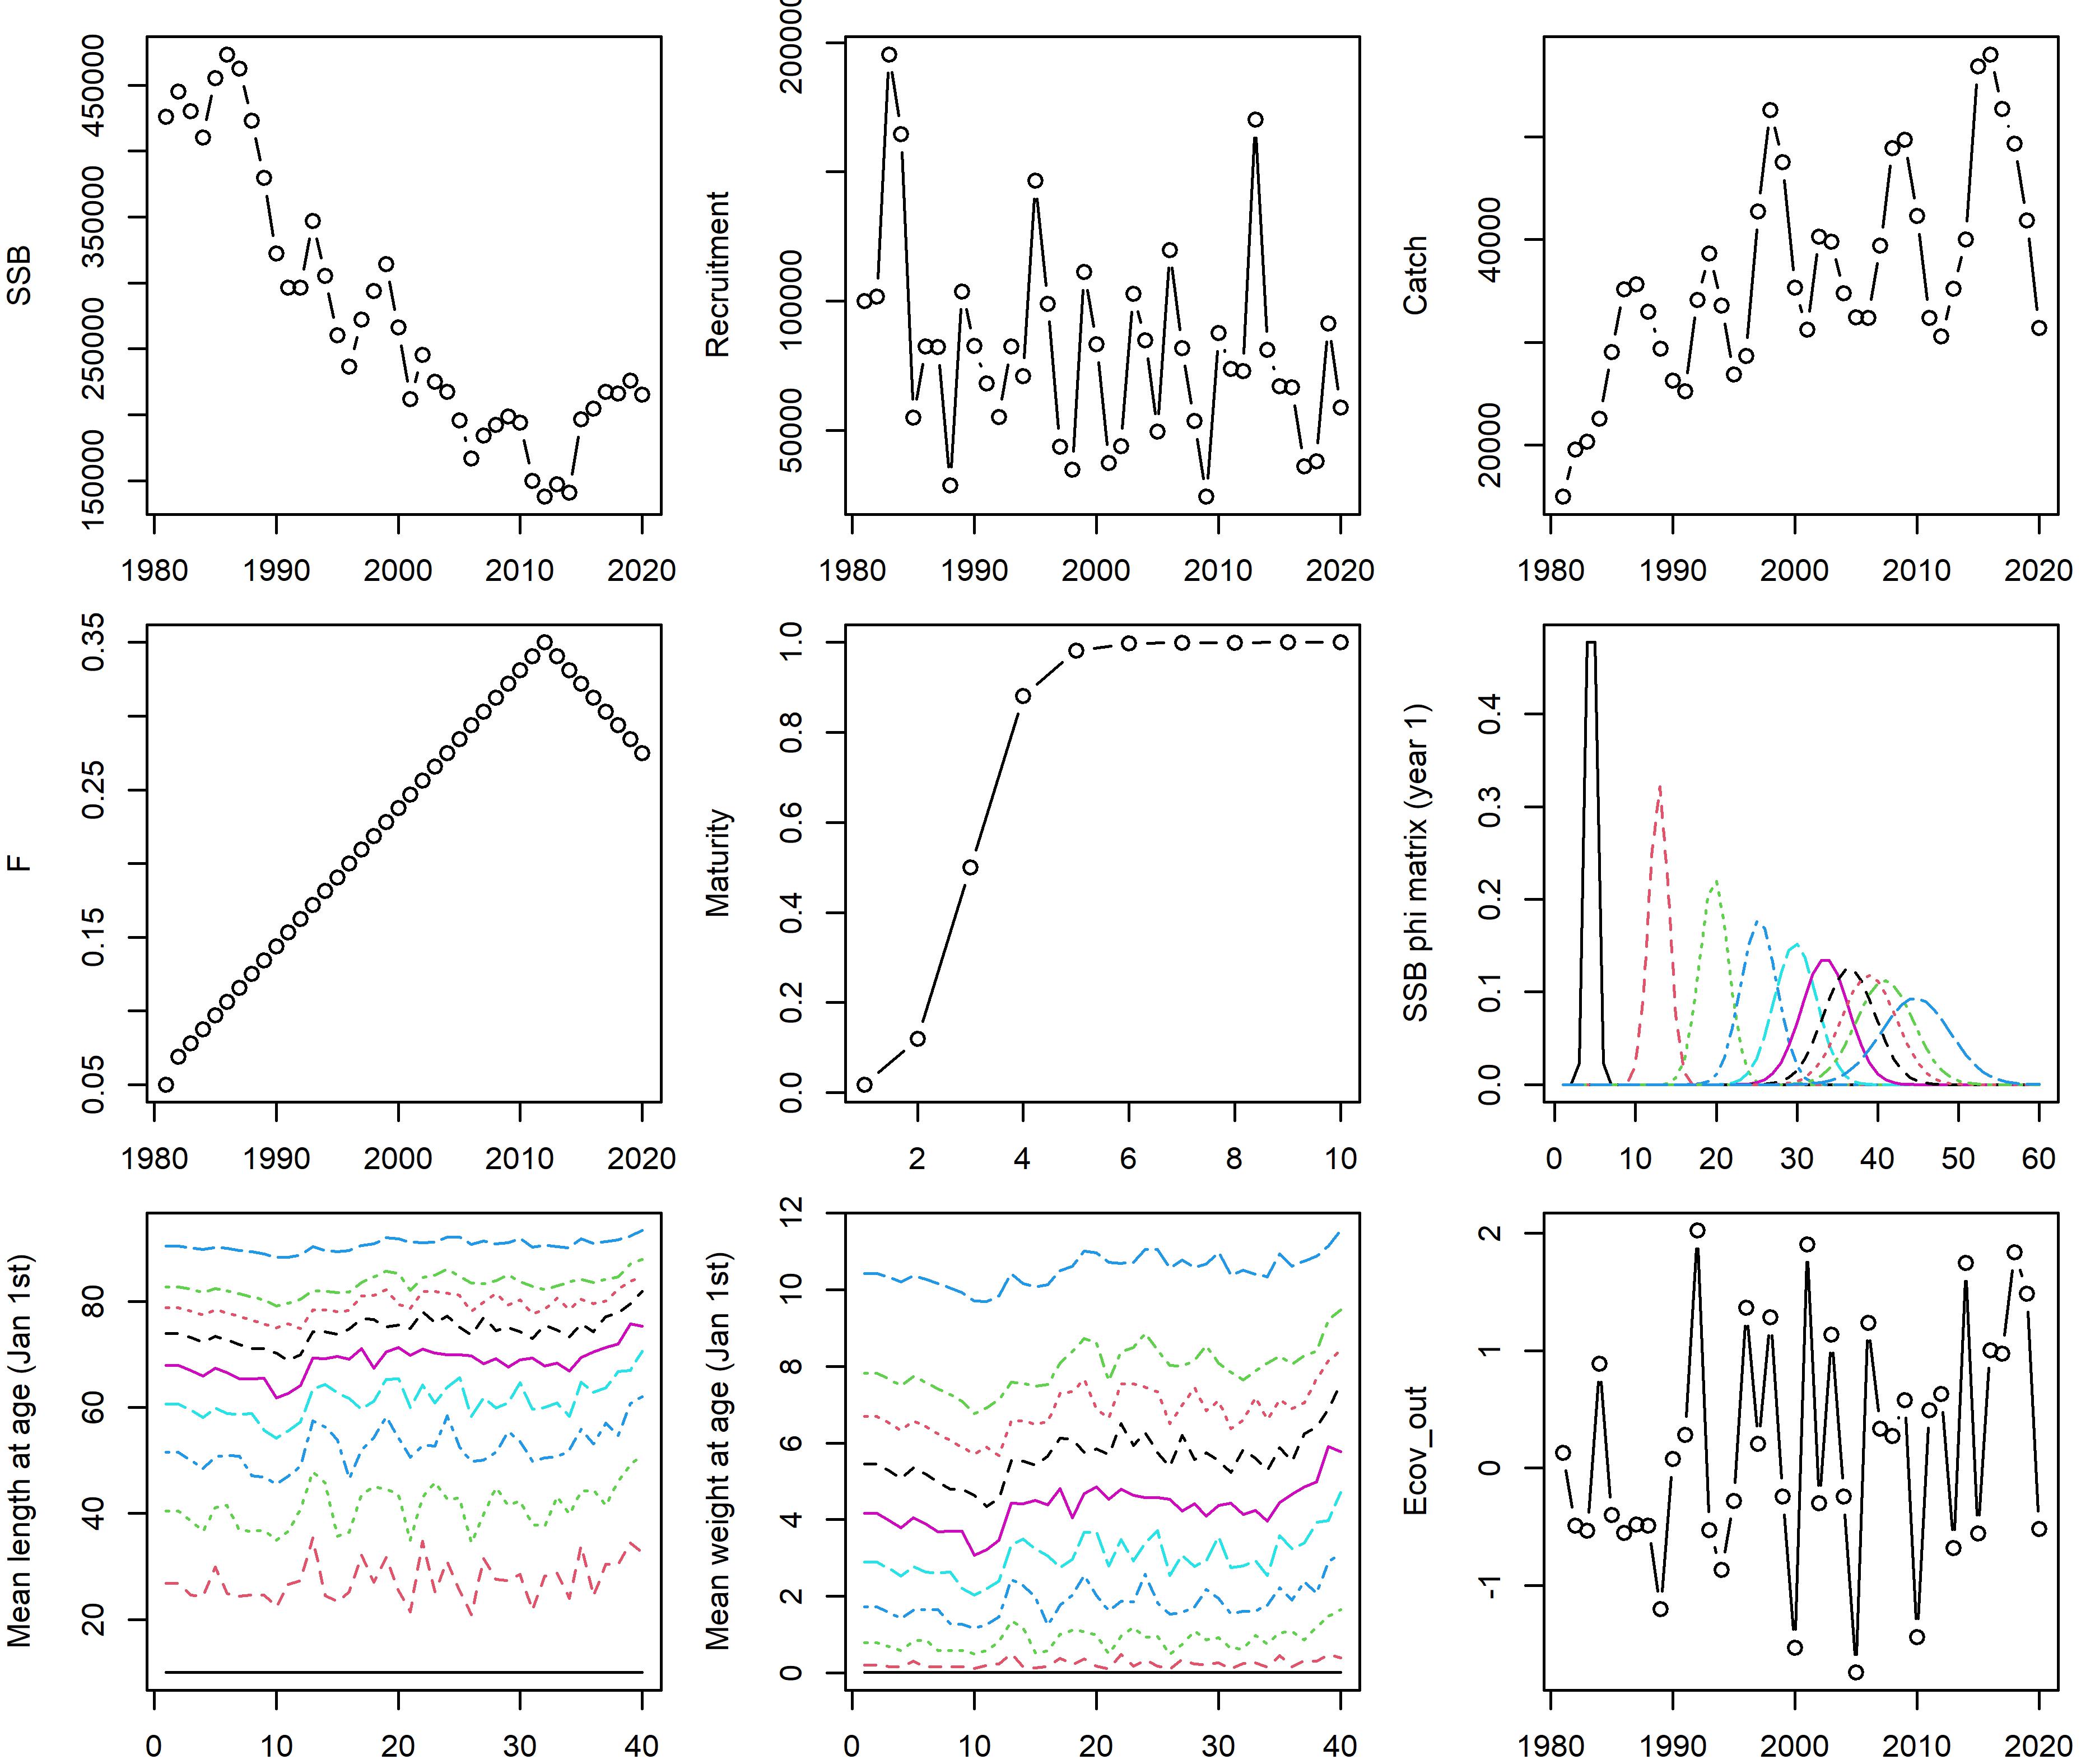 SSB
150000 250000 350000 450000
1980 1990 2000 2010 2020
Recruitment
50000 100000 200000
1980 1990 2000 2010 2020
Catch
20000 40000
1980 1990 2000 2010 2020
F
0.05 0.15 0.25 0.35
1980 1990 2000 2010 2020
Maturity
0.0 0.2 0.4 0.6 0.8 1.0
2 4 6 8 10
SSB phi matrix (year 1)
0.0 0.1 0.2 0.3 0.4
0 10 20 30 40 50 60
Mean length at age (Jan 1st)
20 40 60 80
0 10 20 30 40
Mean weight at age (Jan 1st)
0 2 4 6 8 10 12
0 10 20 30 40
Ecov_out
-1 0 1 2
1980 1990 2000 2010 2020